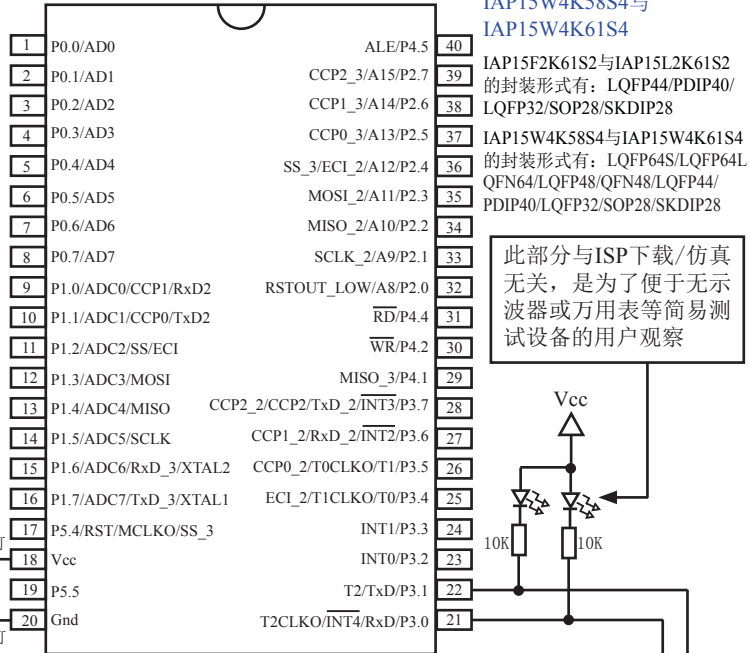 IAP15W4K58S4与
IAP15W4K61S4
IAP15F2K61S2与IAP15L2K61S2
的封装形式有：LQFP44/PDIP40/
LQFP32/SOP28/SKDIP28
IAP15W4K58S4与IAP15W4K61S4
的封装形式有：LQFP64S/LQFP64L
QFN64/LQFP48/QFN48/LQFP44/
PDIP40/LQFP32/SOP28/SKDIP28
此部分与ISP下载/仿真
无关，是为了便于无示
波器或万用表等简易测
试设备的用户观察
1 P0.0/AD0 ALE/P4.5 40
2 P0.1/AD1 CCP2_3/A15/P2.7 39
3 P0.2/AD2 CCP1_3/A14/P2.6 38
4 P0.3/AD3 CCP0_3/A13/P2.5 37
5 P0.4/AD4 SS_3/ECI_2/A12/P2.4 36
6 P0.5/AD5 MOSI_2/A11/P2.3 35
7 P0.6/AD6 MISO_2/A10/P2.2 34
8 P0.7/AD7 SCLK_2/A9/P2.1 33
9 P1.0/ADC0/CCP1/RxD2 RSTOUT_LOW/A8/P2.0 32
10 P1.1/ADC1/CCP0/TxD2 RD/P4.4 31
11 P1.2/ADC2/SS/ECI WR/P4.2 30
12 P1.3/ADC3/MOSI MISO_3/P4.1 29
13 P1.4/ADC4/MISO CCP2_2/CCP2/TxD_2/INT3/P3.7 28
14 P1.5/ADC5/SCLK CCP1_2/RxD_2/INT2/P3.6 27
15 P1.6/ADC6/RxD_3/XTAL2 CCP0_2/T0CLKO/T1/P3.5 26
16 P1.7/ADC7/TxD_3/XTAL1 ECI_2/T1CLKO/T0/P3.4 25
17 P5.4/RST/MCLKO/SS_3 INT1/P3.3 24
18 Vcc INT0/P3.2 23
19 P5.5 T2/TxD/P3.1 22
20 Gnd T2CLKO/INT4/RxD/P3.0 21
Vcc
10K 10K